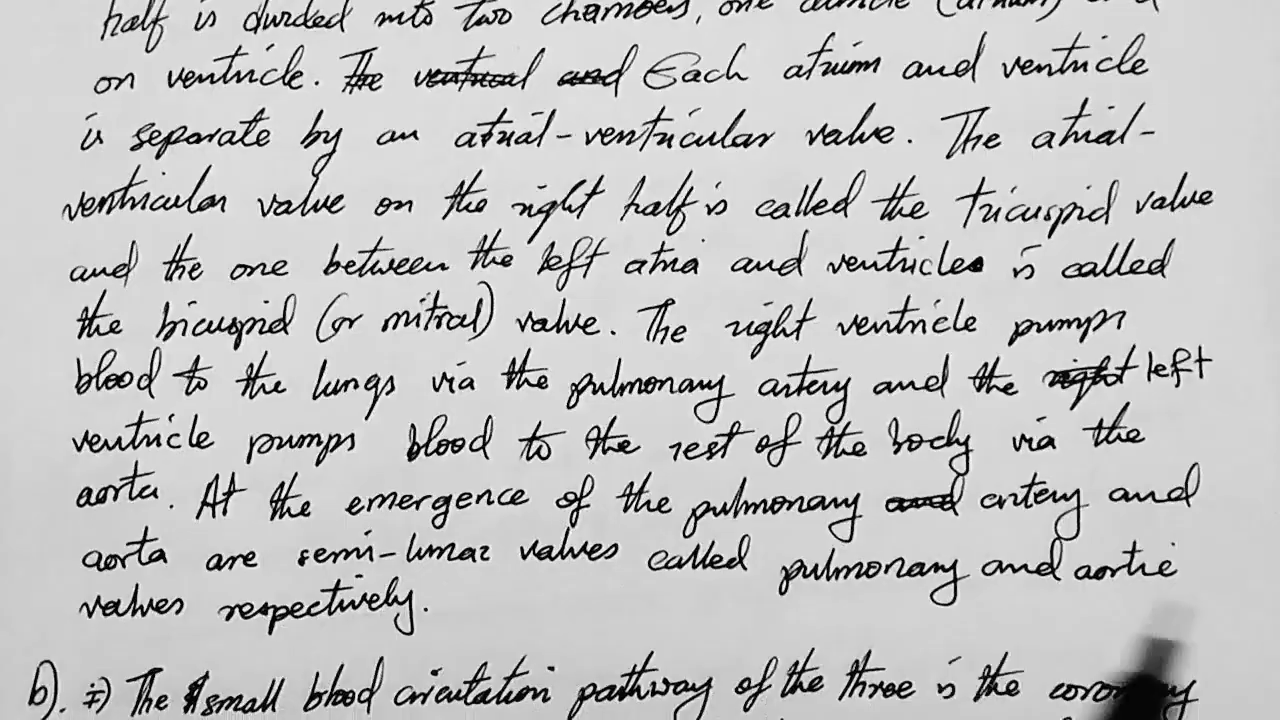 half is divided into two chambers, one auricle (atrium) and
on ventricle. The ventrical and Each atrium and ventricle
is separate by an atrial-ventricular valve. The atrial-
ventricular valve on the right half is called the tricuspid valve
and the one between the left atria and ventricle is called
the bicuspid (or mitral) valve. The right ventricle pumps
blood to the lungs via the pulmonary artery and the right left
ventricle pumps blood to the rest of the body via the
aorta. At the emergence of the pulmonary and artery and
aorta are semi-lunar valves called pulmonary and aortic
valves respectively.
b). i) The small blood circulation pathway of the three is the coronary